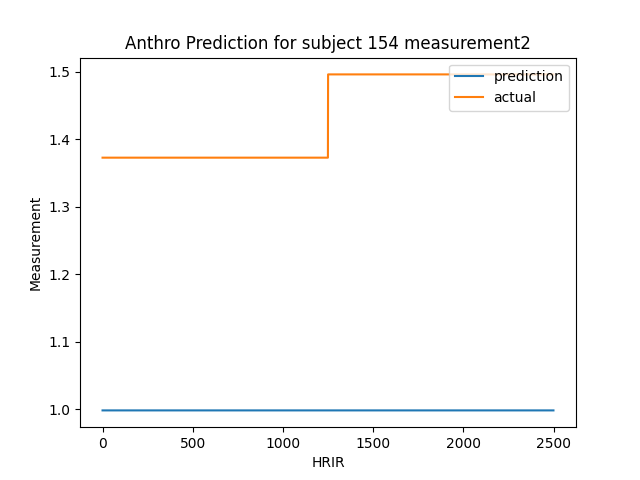 Anthro Prediction for subject 154 measurement2
1.5
1.4
1.3
1.2
1.1
1.0
Measurement
prediction
actual
0
500
1000
1500
2000
2500
HRIR